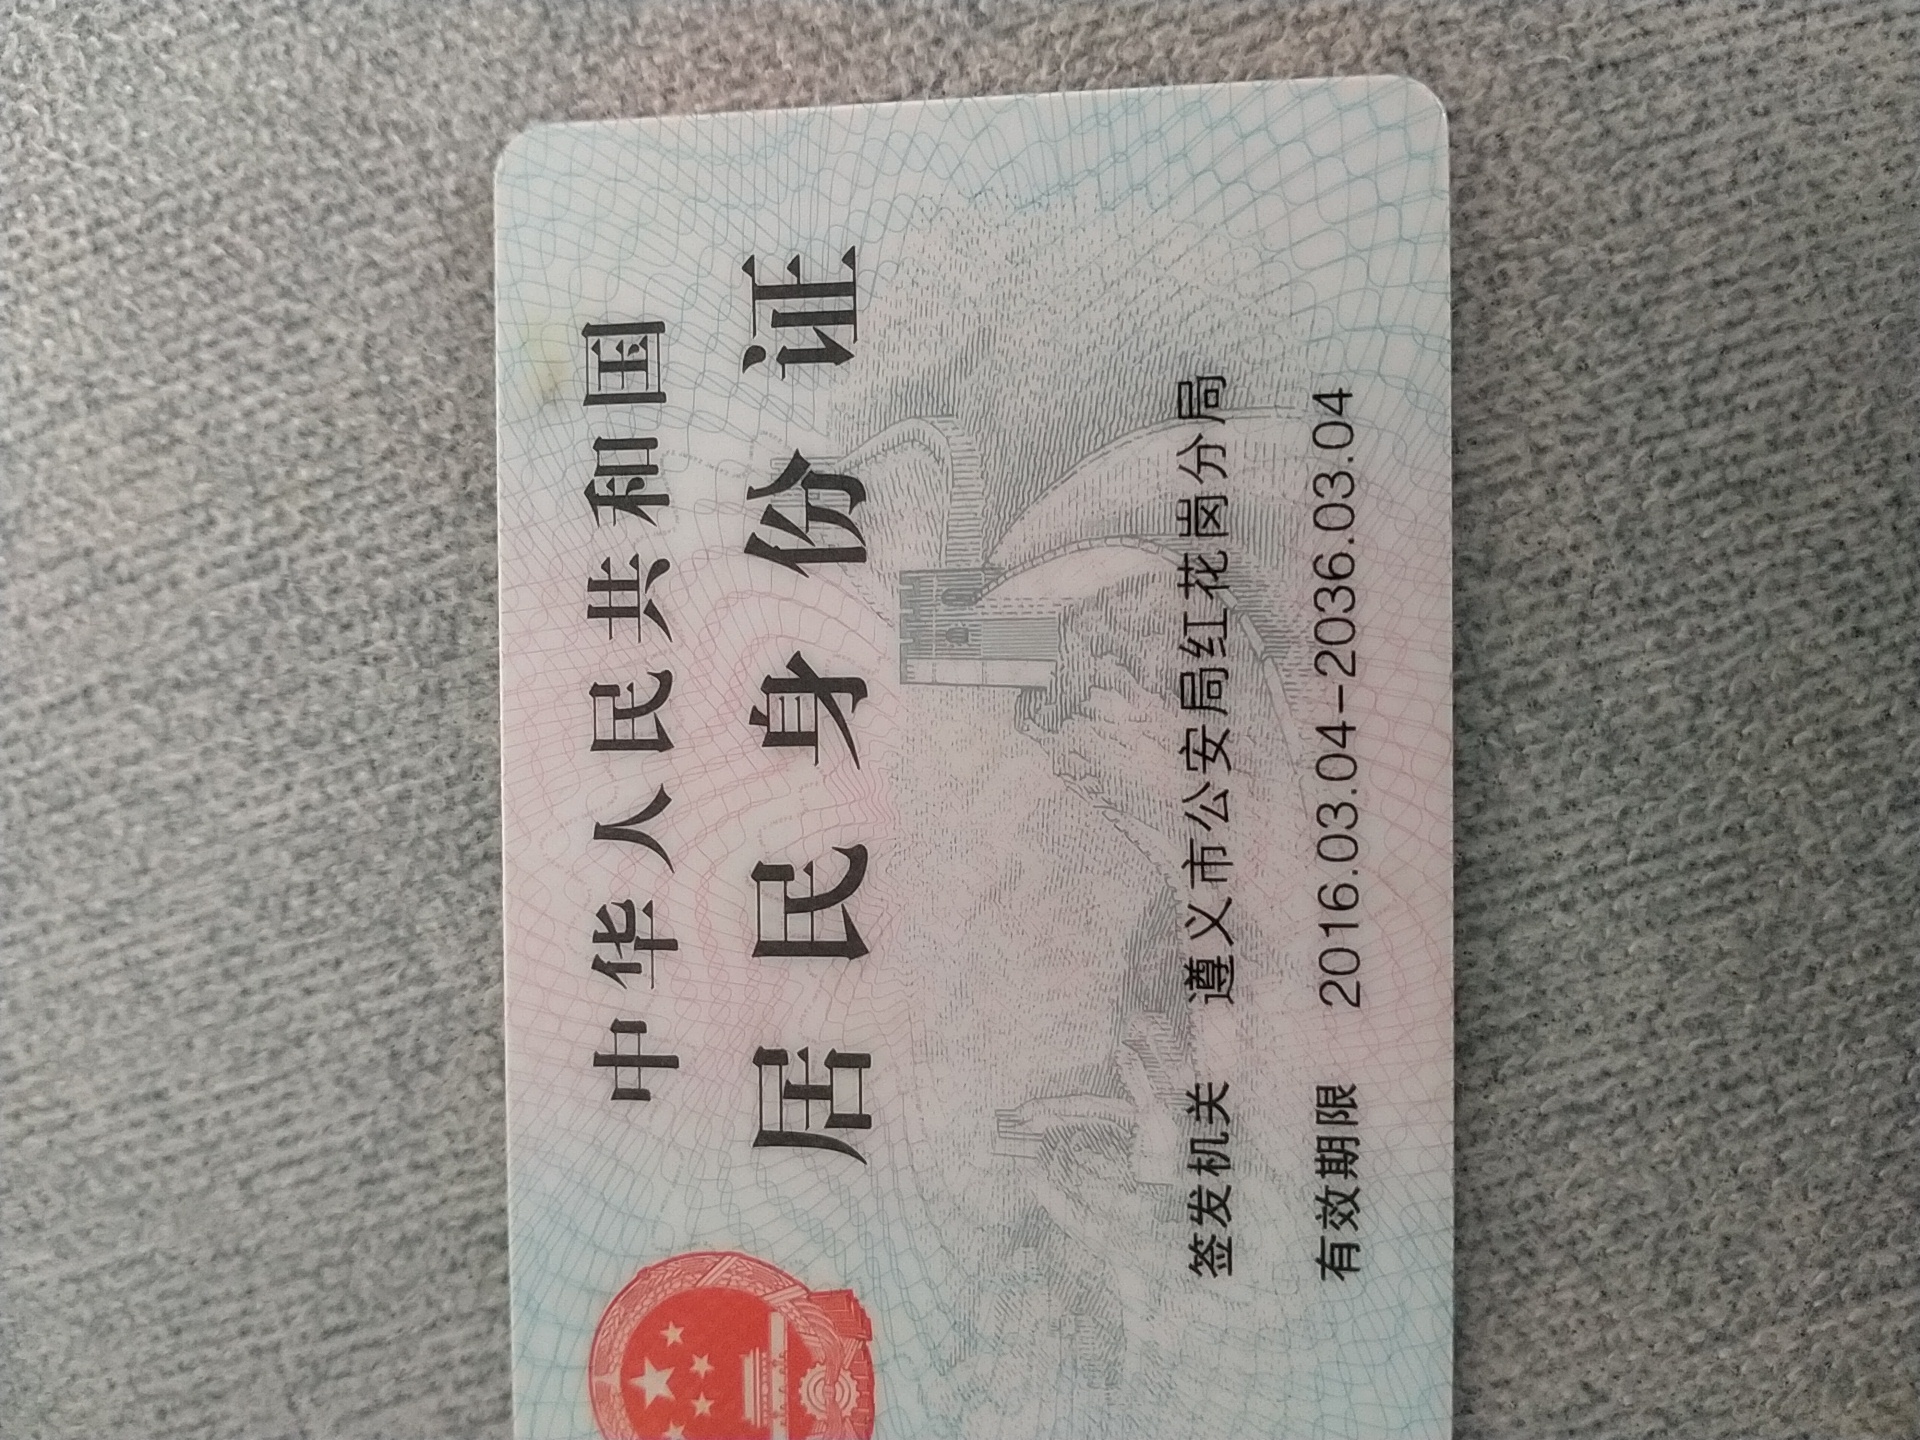 中华人民共和国
居民身份证
签发机关 遵义市公安局红花岗分局
有效期限 2016.03.04-2036.03.04